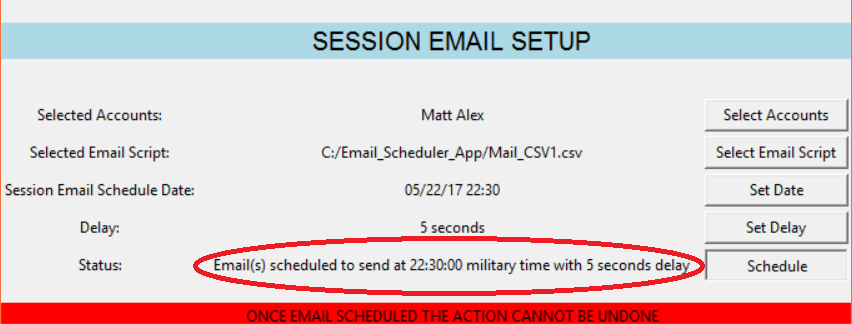 SESSION EMAIL SETUP
Selected Accounts: Matt Alex Select Accounts
Selected Email Script: C:/Email_Scheduler_App/Mail_CSV1.csv Select Email Script
Session Email Schedule Date: 05/22/17 22:30 Set Date
Delay: 5 seconds Set Delay
Status: Email(s) scheduled to send at 22:30:00 military time with 5 seconds delay Schedule
ONCE EMAIL SCHEDULED THE ACTION CANNOT BE UNDONE